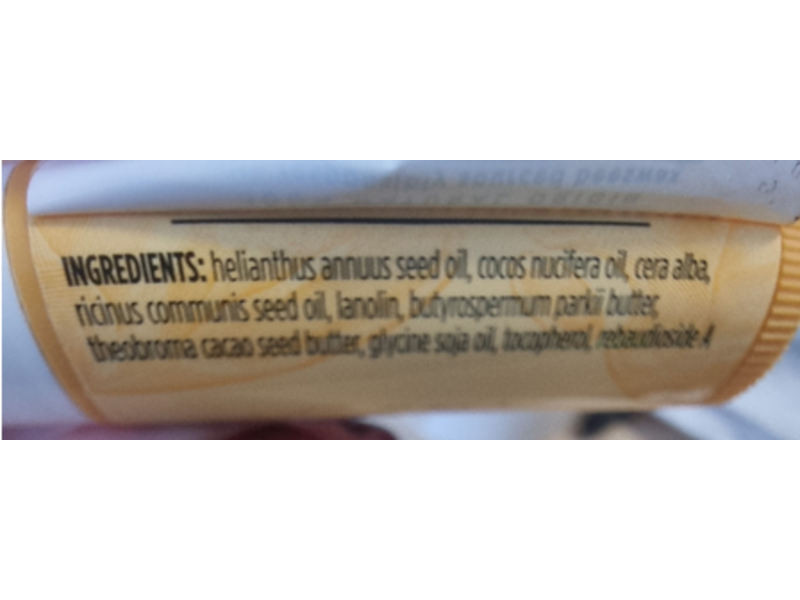 INGREDIENTS: helianthus annuus seed oil, cocos nucifera oil, cera alba,
ricinus communis seed oil, lanolin, butyrospermum parkii butter,
theobroma cacao seed butter, glycine soja oil, tocopherol, rebaudioside A